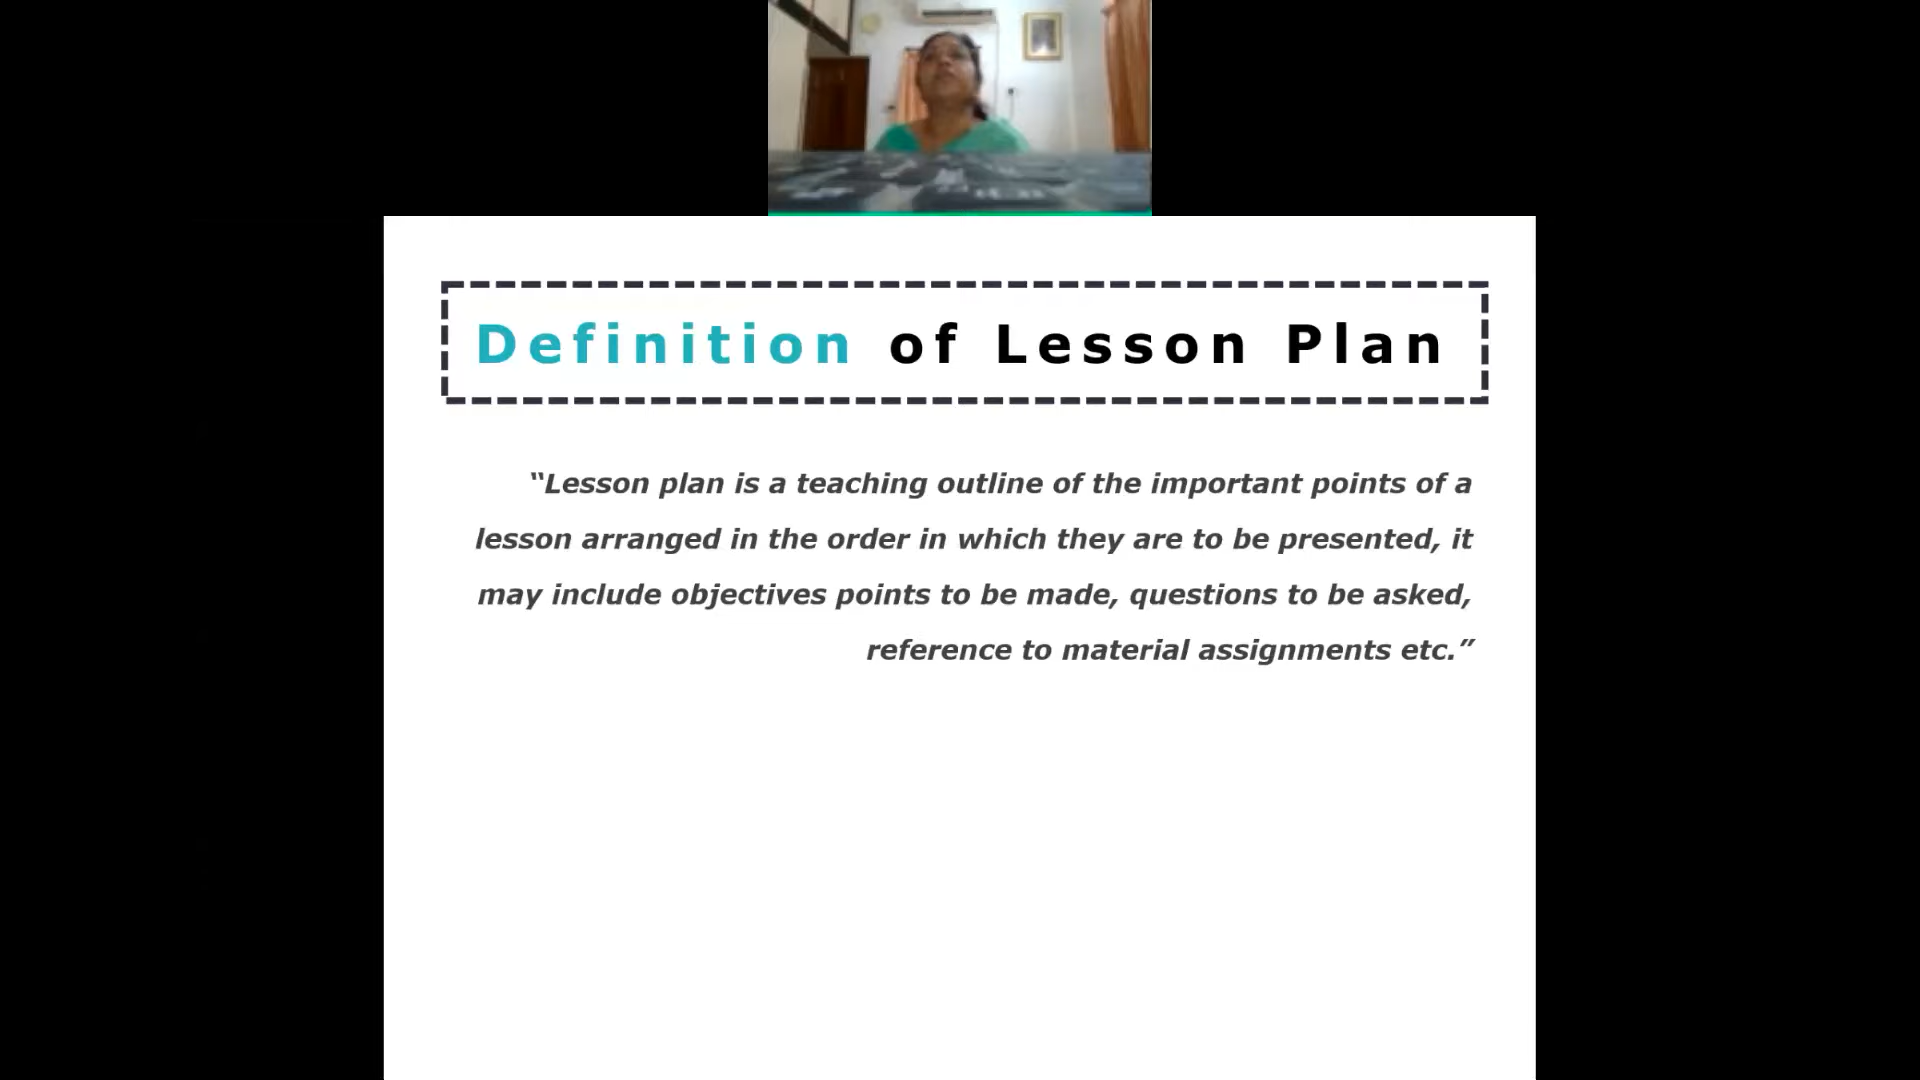 Definition of Lesson Plan
“Lesson plan is a teaching outline of the important points of a
lesson arranged in the order in which they are to be presented, it
may include objectives points to be made, questions to be asked,
reference to material assignments etc.”